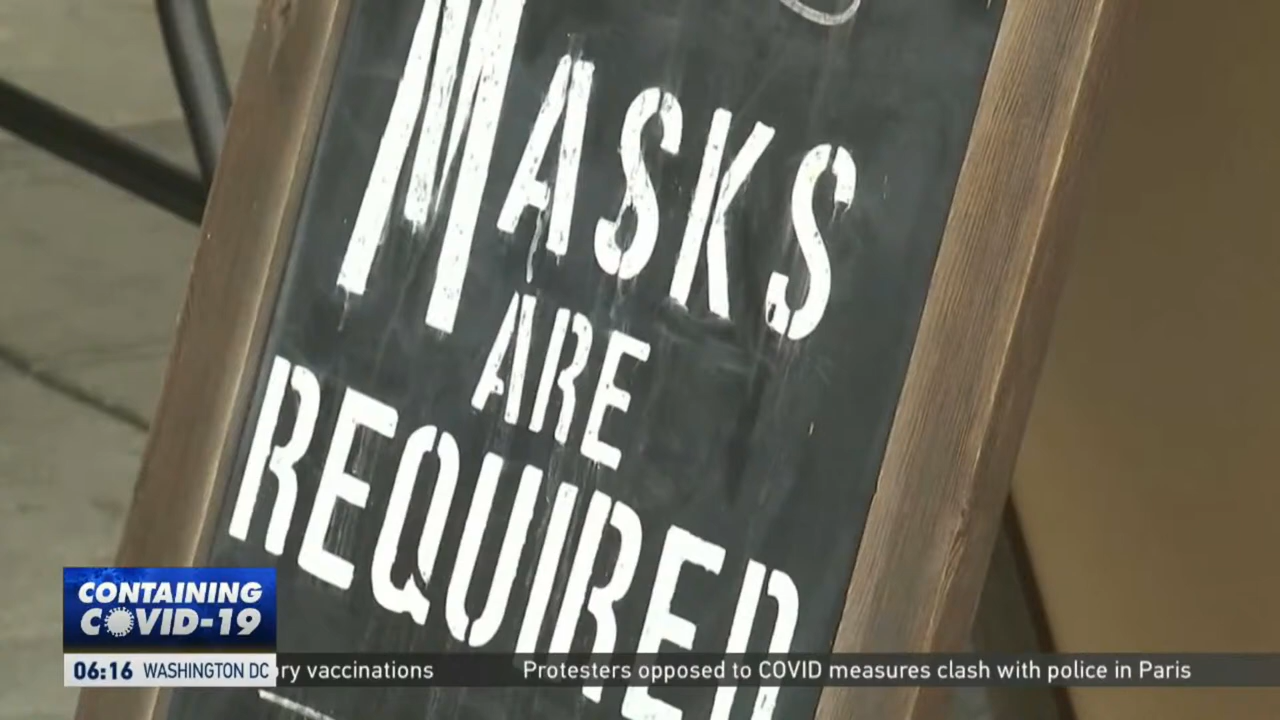 MASKS
ARE
REQUIRED
CONTAINING
COVID-19
06:16 WASHINGTON DC
ry vaccinations Protesters opposed to COVID measures clash with police in Paris